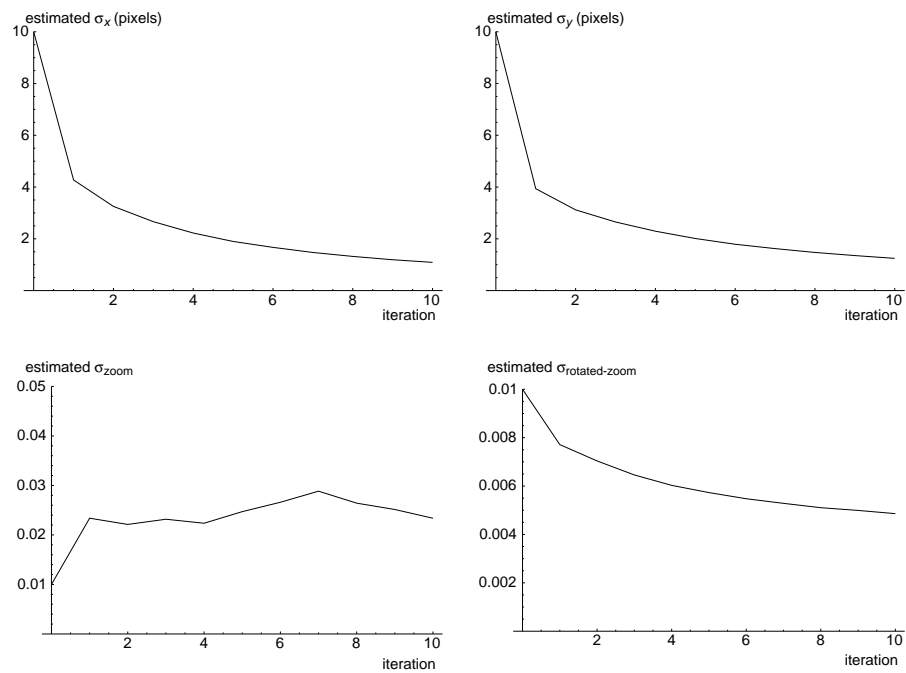 estimated σx (pixels)
10
8
6
4
2
2 4 6 8 10
iteration
estimated σy (pixels)
10
8
6
4
2
2 4 6 8 10
iteration
estimated σzoom
0.05
0.04
0.03
0.02
0.01
2 4 6 8 10
iteration
estimated σrotated-zoom
0.01
0.008
0.006
0.004
0.002
2 4 6 8 10
iteration